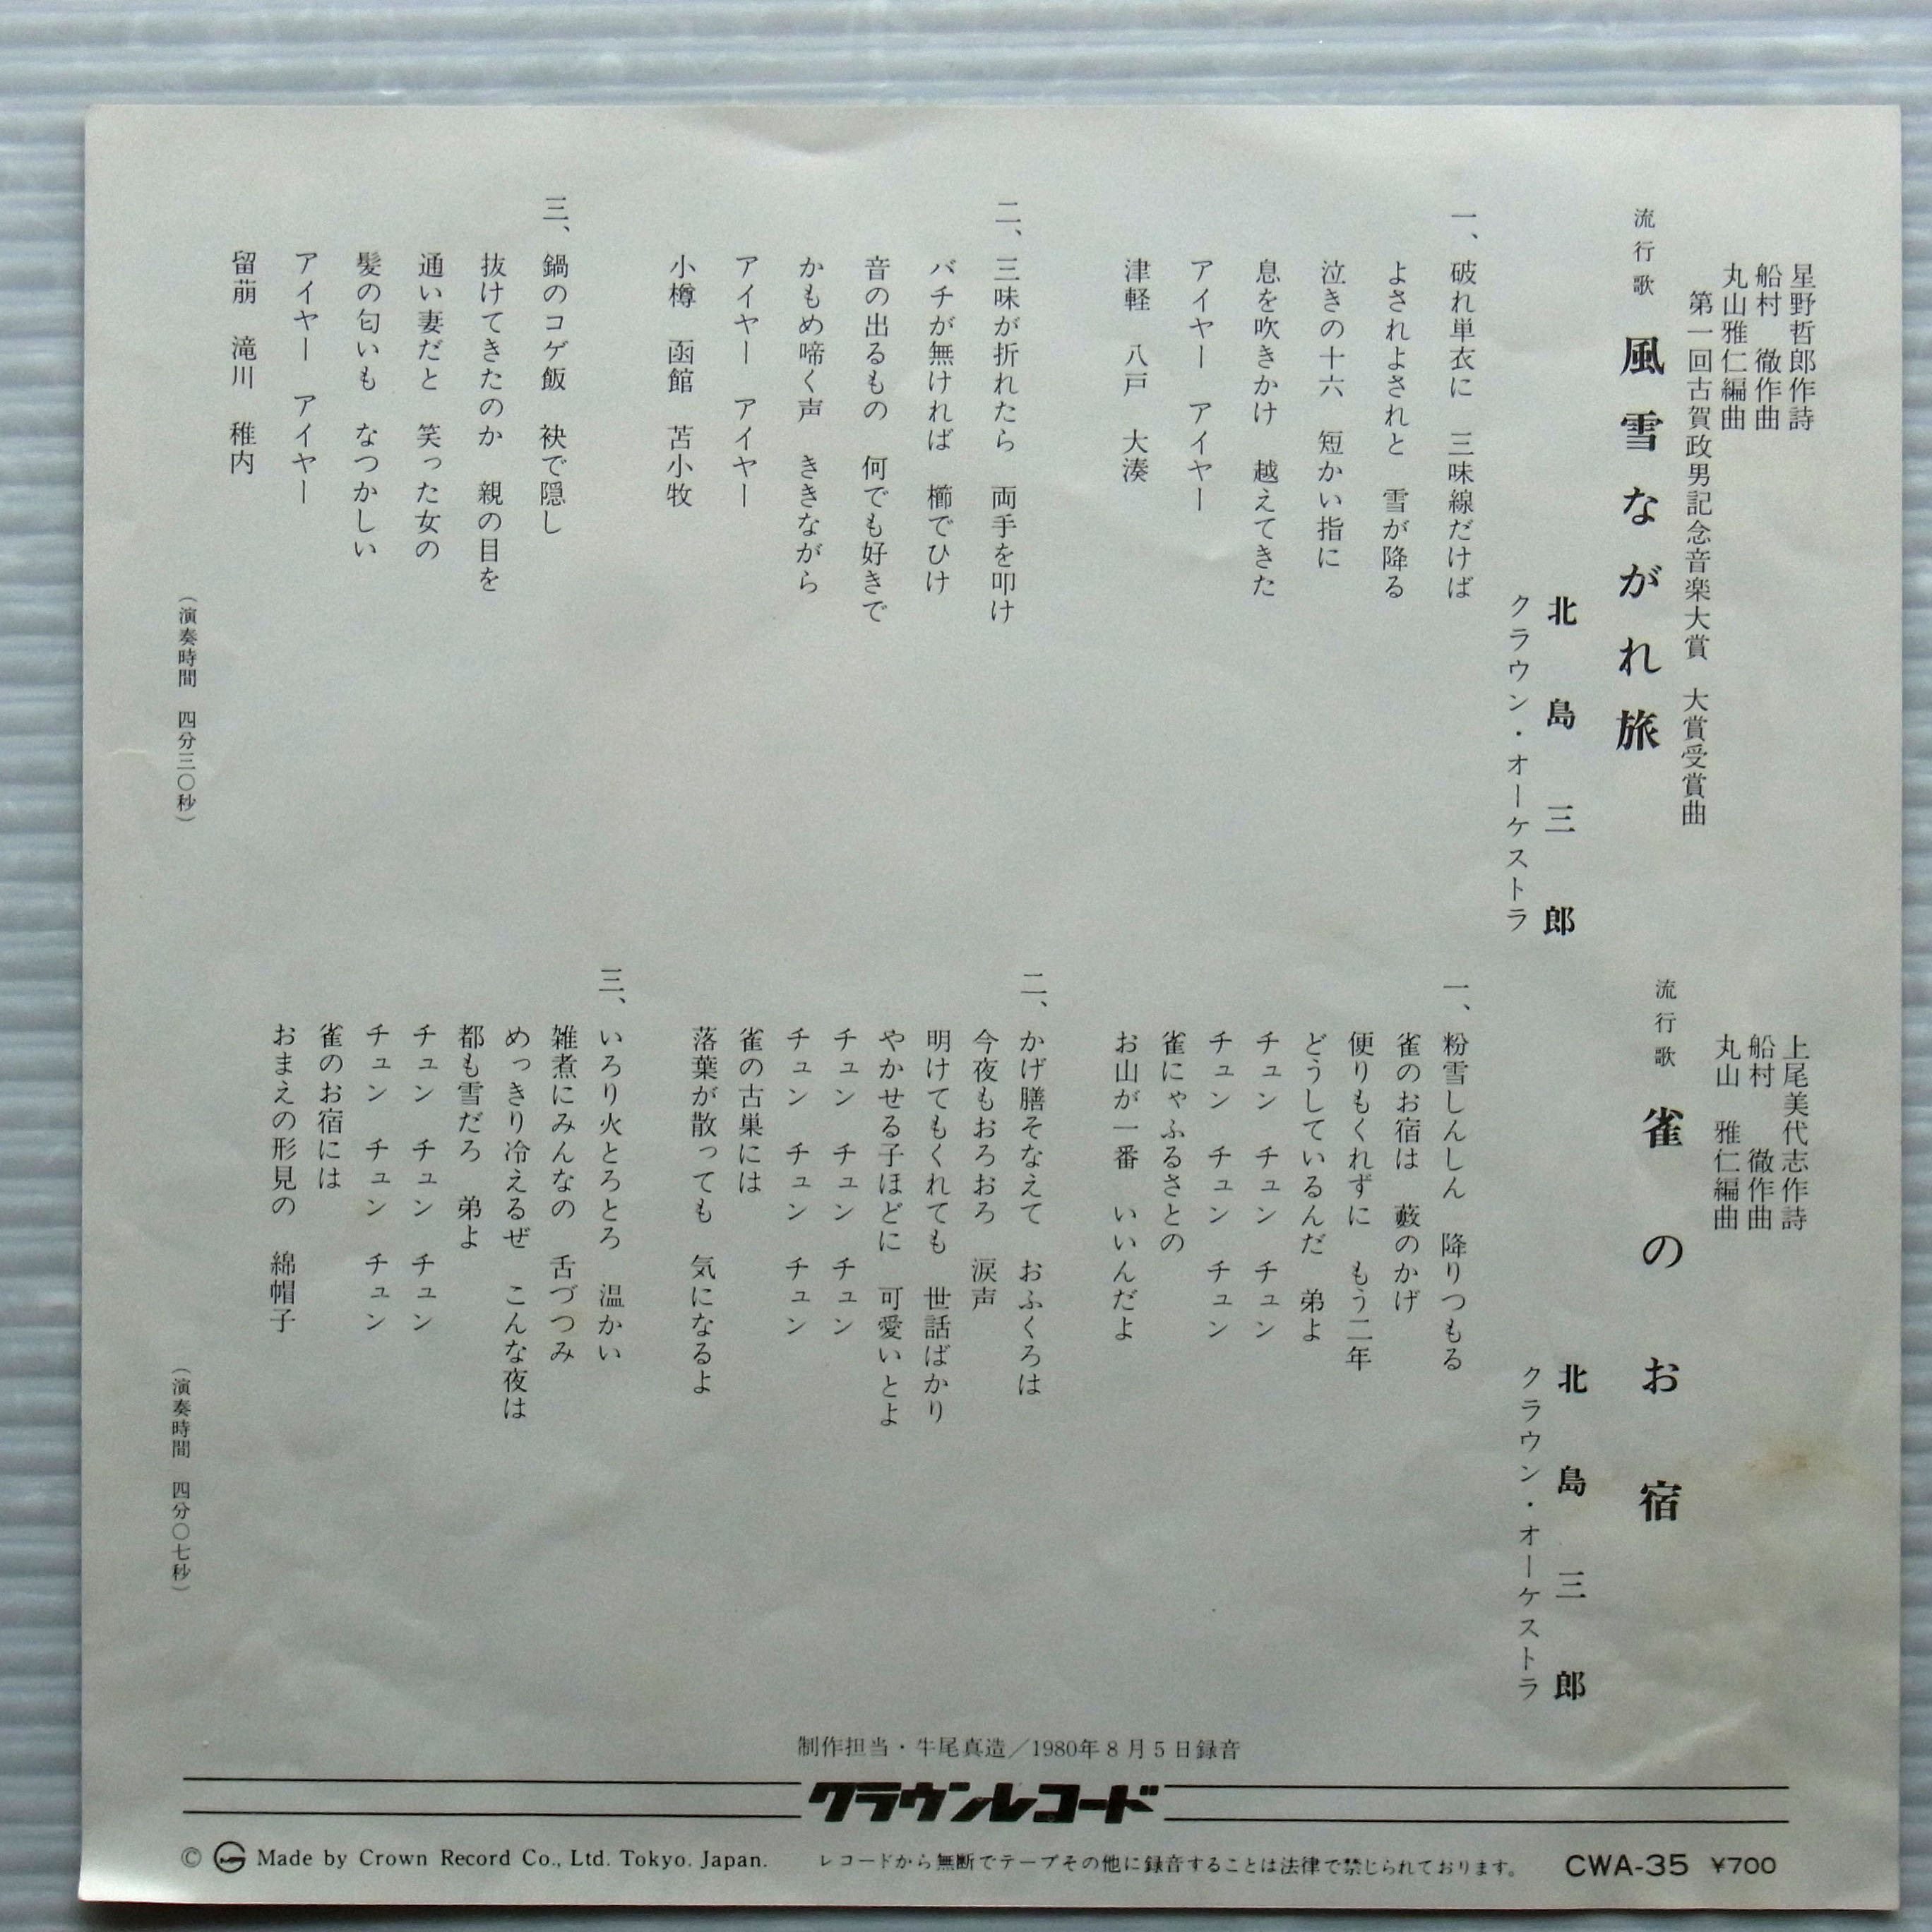 星野哲郎作詩
船村　徹作曲
丸山雅仁編曲
第一回古賀政男記念音楽大賞　大賞受賞曲
流行歌　風雪ながれ旅
北島三郎
クラウン・オーケストラ
一、破れ単衣に　三味線だけば
よされよされと　雪が降る
泣きの十六　短かい指に
息を吹きかけ　越えてきた
アイヤー　アイヤー
津軽　八戸　大湊
二、三味が折れたら　両手を叩け
バチが無ければ　櫛でひけ
音の出るもの　何でも好きで
かもめ啼く声　ききながら
アイヤー　アイヤー
小樽　函館　苫小牧
三、鍋のコゲ飯　袂で隠し
抜けてきたのか　親の目を
通い妻だと　笑った女の
髪の匂いも　なつかしい
アイヤー　アイヤー
留萠　滝川　稚内
（演奏時間　四分三〇秒）
上尾美代志作詩
船村　徹作曲
丸山　雅仁編曲
流行歌　雀のお宿
北島三郎
クラウン・オーケストラ
一、粉雪しんしん　降りつもる
雀のお宿は　藪のかげ
便りもくれずに　もう二年
どうしているんだ　弟よ
チュン　チュン　チュン
チュン　チュン　チュン
雀にゃふるさとの
お山が一番　いいんだよ
二、かげ膳そなえて　おふくろは
今夜もおろおろ　涙声
明けてもくれても　世話ばかり
やかせる子ほどに　可愛いとよ
チュン　チュン　チュン
チュン　チュン　チュン
雀の古巣には
落葉が散っても　気になるよ
三、いろり火とろとろ　温かい
雑煮にみんなの　舌づつみ
めっきり冷えるぜ　こんな夜は
都も雪だろ　弟よ
チュン　チュン　チュン
チュン　チュン　チュン
雀のお宿には
おまえの形見の　綿帽子
（演奏時間　四分〇七秒）
制作担当・牛尾真造／1980年8月5日録音
クラウンレコード
© Made by Crown Record Co., Ltd. Tokyo. Japan.　レコードから無断でテープその他に録音することは法律で禁じられております。　CWA-35　¥700